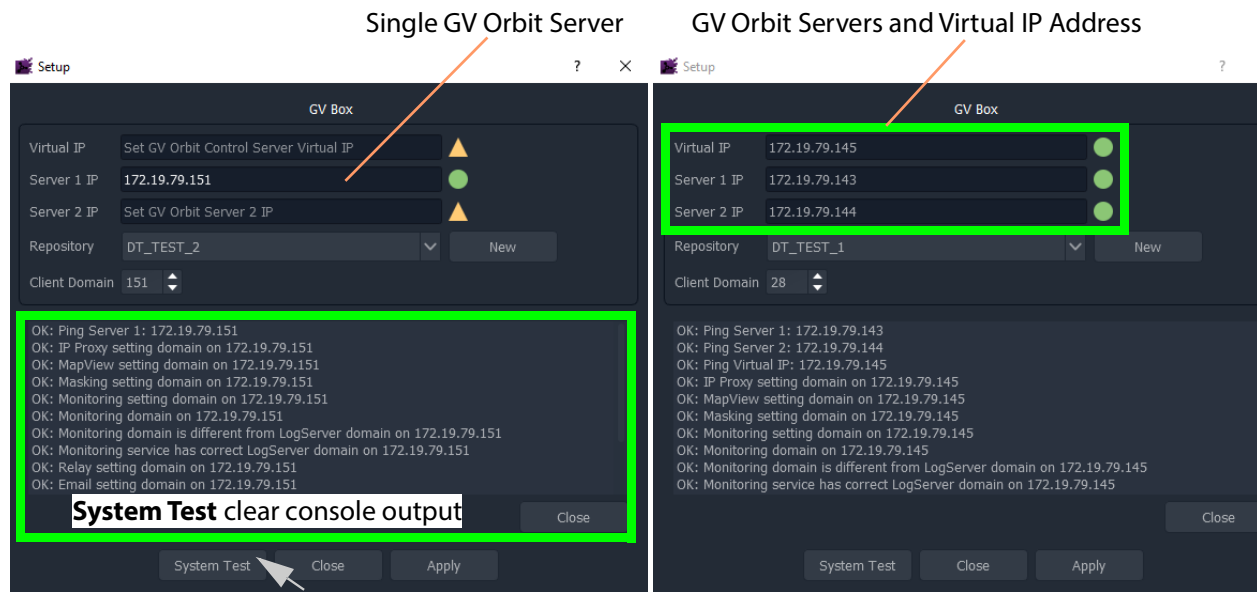 Single GV Orbit Server
GV Orbit Servers and Virtual IP Address
Setup
?
GV Box
Virtual IP
Set GV Orbit Control Server Virtual IP
Server 1 IP
172.19.79.151
Server 2 IP
Set GV Orbit Server 2 IP
Repository
DT_TEST_2
New
Client Domain
151
OK: Ping Server 1: 172.19.79.151
OK: IP Proxy setting domain on 172.19.79.151
OK: MapView setting domain on 172.19.79.151
OK: Masking setting domain on 172.19.79.151
OK: Monitoring setting domain on 172.19.79.151
OK: Monitoring domain on 172.19.79.151
OK: Monitoring domain is different from LogServer domain on 172.19.79.151
OK: Monitoring service has correct LogServer domain on 172.19.79.151
OK: Relay setting domain on 172.19.79.151
OK: Email setting domain on 172.19.79.151
System Test clear console output
Close
System Test
Close
Apply
Setup
?
GV Box
Virtual IP
172.19.79.145
Server 1 IP
172.19.79.143
Server 2 IP
172.19.79.144
Repository
DT_TEST_1
New
Client Domain
28
OK: Ping Server 1: 172.19.79.143
OK: Ping Server 2: 172.19.79.144
OK: Ping Virtual IP: 172.19.79.145
OK: IP Proxy setting domain on 172.19.79.145
OK: MapView setting domain on 172.19.79.145
OK: Masking setting domain on 172.19.79.145
OK: Monitoring setting domain on 172.19.79.145
OK: Monitoring domain on 172.19.79.145
OK: Monitoring domain is different from LogServer domain on 172.19.79.145
OK: Monitoring service has correct LogServer domain on 172.19.79.145
Close
System Test
Close
Apply